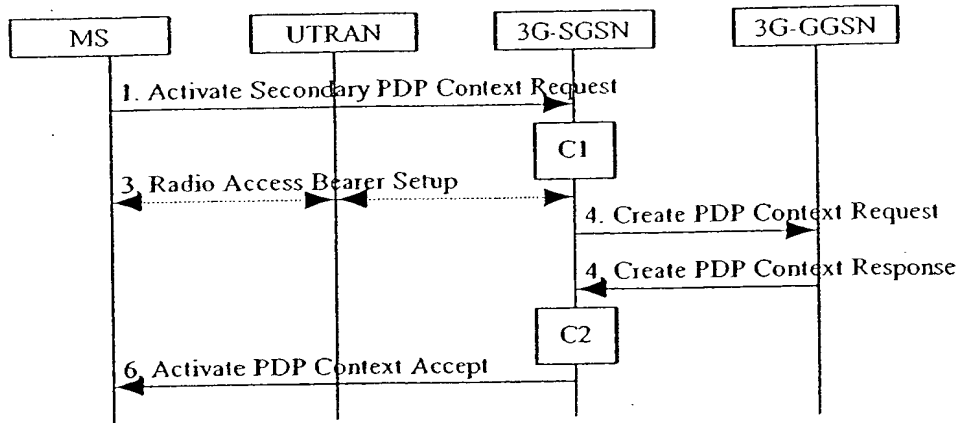 MS
UTRAN
3G-SGSN
3G-GGSN
1. Activate Secondary PDP Context Request
C1
3. Radio Access Bearer Setup
4. Create PDP Context Request
4. Create PDP Context Response
C2
6. Activate PDP Context Accept